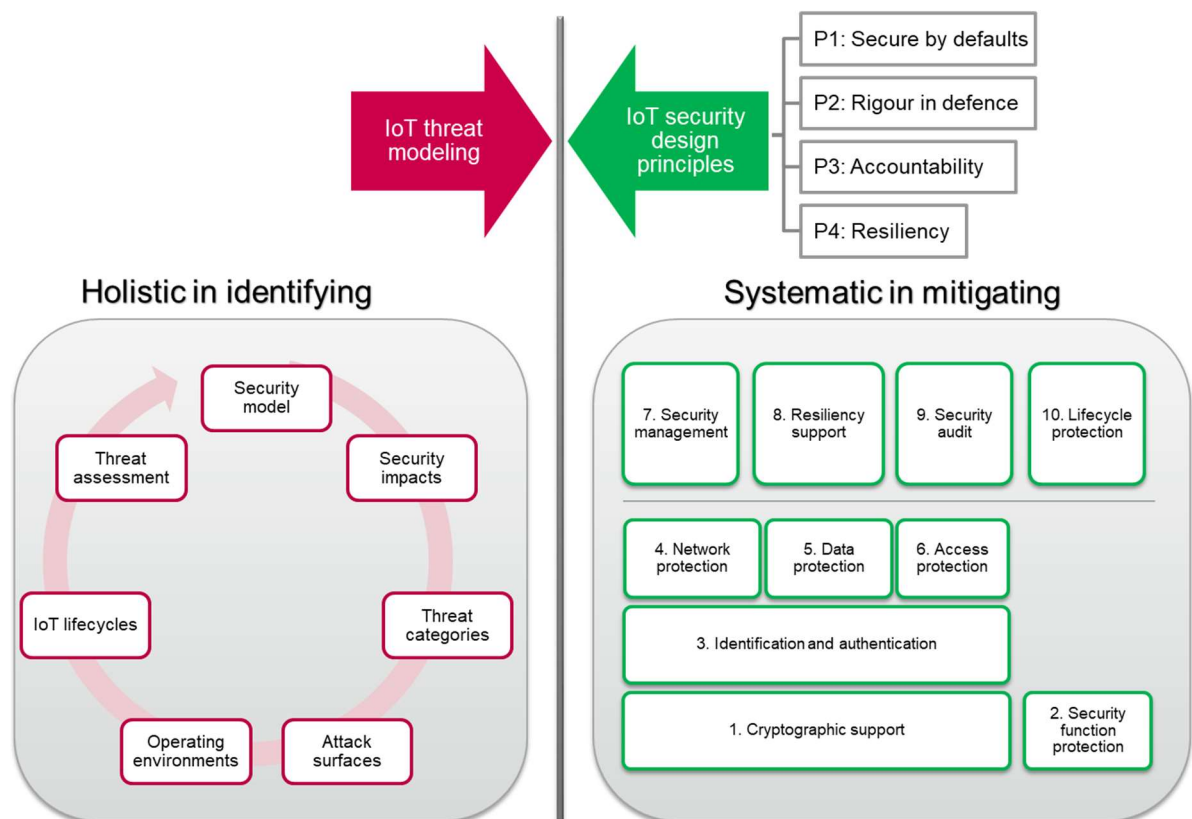 IoT threat
modeling
IoT security
design
principles
P1: Secure by defaults
P2: Rigour in defence
P3: Accountability
P4: Resiliency
Holistic in identifying
Security
model
Security
impacts
Threat
categories
Attack
surfaces
Operating
environments
IoT lifecycles
Threat
assessment
Systematic in mitigating
7. Security
management
8. Resiliency
support
9. Security
audit
10. Lifecycle
protection
4. Network
protection
5. Data
protection
6. Access
protection
3. Identification and authentication
1. Cryptographic support
2. Security
function
protection